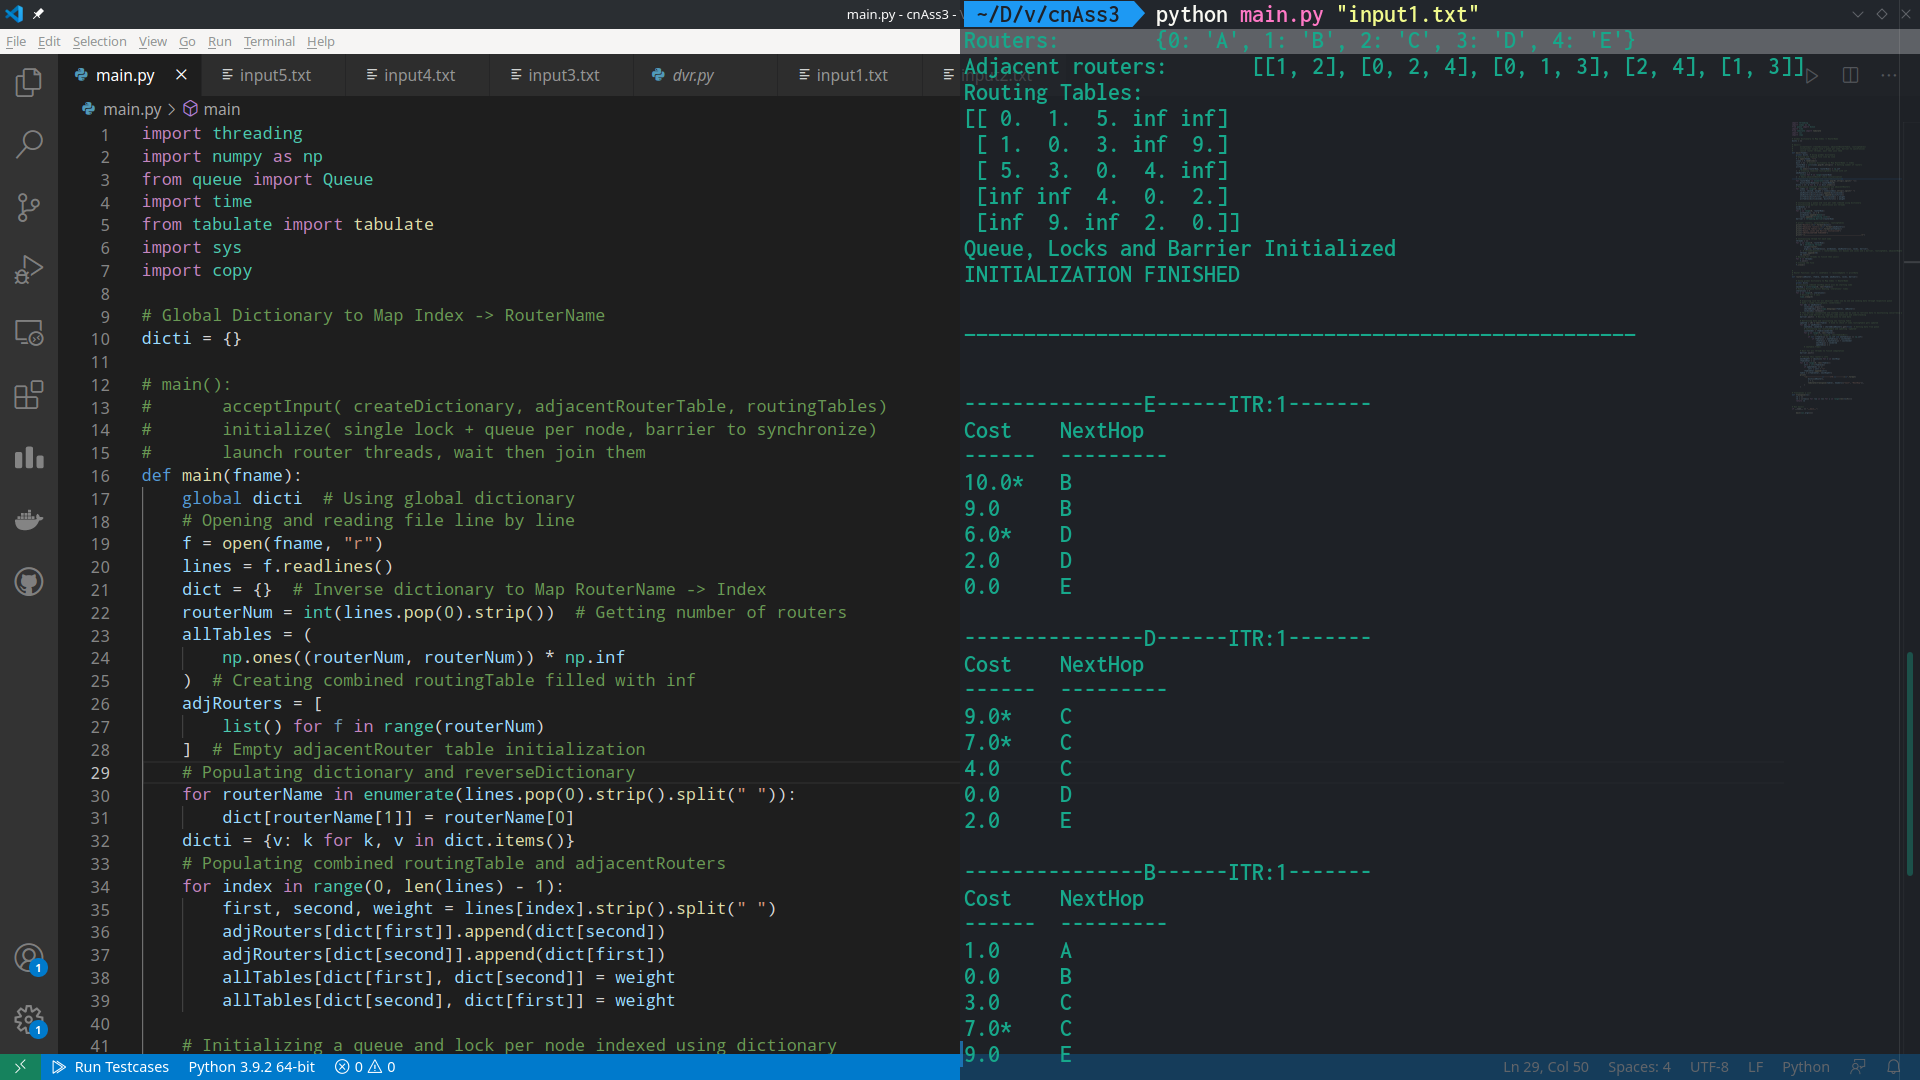 main.py - cnAss3 -
File Edit Selection View Go Run Terminal Help
main.py
input5.txt
input4.txt
input3.txt
dvr.py
input1.txt
main.py > main
1 import threading
2 import numpy as np
3 from queue import Queue
4 import time
5 from tabulate import tabulate
6 import sys
7 import copy
8
9 # Global Dictionary to Map Index -> RouterName
10 dicti = {}
11
12 # main():
13 #       acceptInput( createDictionary, adjacentRouterTable, routingTables)
14 #       initialize( single lock + queue per node, barrier to synchronize)
15 #       launch router threads, wait then join them
16 def main(fname):
17     global dicti  # Using global dictionary
18     # Opening and reading file line by line
19     f = open(fname, "r")
20     lines = f.readlines()
21     dict = {}  # Inverse dictionary to Map RouterName -> Index
22     routerNum = int(lines.pop(0).strip())  # Getting number of routers
23     allTables = (
24         np.ones((routerNum, routerNum)) * np.inf
25     )  # Creating combined routingTable filled with inf
26     adjRouters = [
27         list() for f in range(routerNum)
28     ]  # Empty adjacentRouter table initialization
29     # Populating dictionary and reverseDictionary
30     for routerName in enumerate(lines.pop(0).strip().split(" ")):
31         dict[routerName[1]] = routerName[0]
32     dicti = {v: k for k, v in dict.items()}
33     # Populating combined routingTable and adjacentRouters
34     for index in range(0, len(lines) - 1):
35         first, second, weight = lines[index].strip().split(" ")
36         adjRouters[dict[first]].append(dict[second])
37         adjRouters[dict[second]].append(dict[first])
38         allTables[dict[first], dict[second]] = weight
39         allTables[dict[second], dict[first]] = weight
40
41     # Initializing a queue and lock per node indexed using dictionary
~/D/v/cnAss3 python main.py "input1.txt"
Routers:        {0: 'A', 1: 'B', 2: 'C', 3: 'D', 4: 'E'}
Adjacent routers:       [[1, 2], [0, 2, 4], [0, 1, 3], [2, 4], [1, 3]]
Routing Tables:
[[ 0.  1.  5. inf inf]
 [ 1.  0.  3. inf  9.]
 [ 5.  3.  0.  4. inf]
 [inf inf  4.  0.  2.]
 [inf  9. inf  2.  0.]]
Queue, Locks and Barrier Initialized
INITIALIZATION FINISHED
________________________________________________________
---------------E------ITR:1-------
Cost    NextHop
------  ---------
10.0*   B
9.0     B
6.0*    D
2.0     D
0.0     E
---------------D------ITR:1-------
Cost    NextHop
------  ---------
9.0*    C
7.0*    C
4.0     C
0.0     D
2.0     E
---------------B------ITR:1-------
Cost    NextHop
------  ---------
1.0     A
0.0     B
3.0     C
7.0*    C
9.0     E
1
1
Run Testcases Python 3.9.2 64-bit 0 0 Ln 29, Col 50 Spaces: 4 UTF-8 LF Python